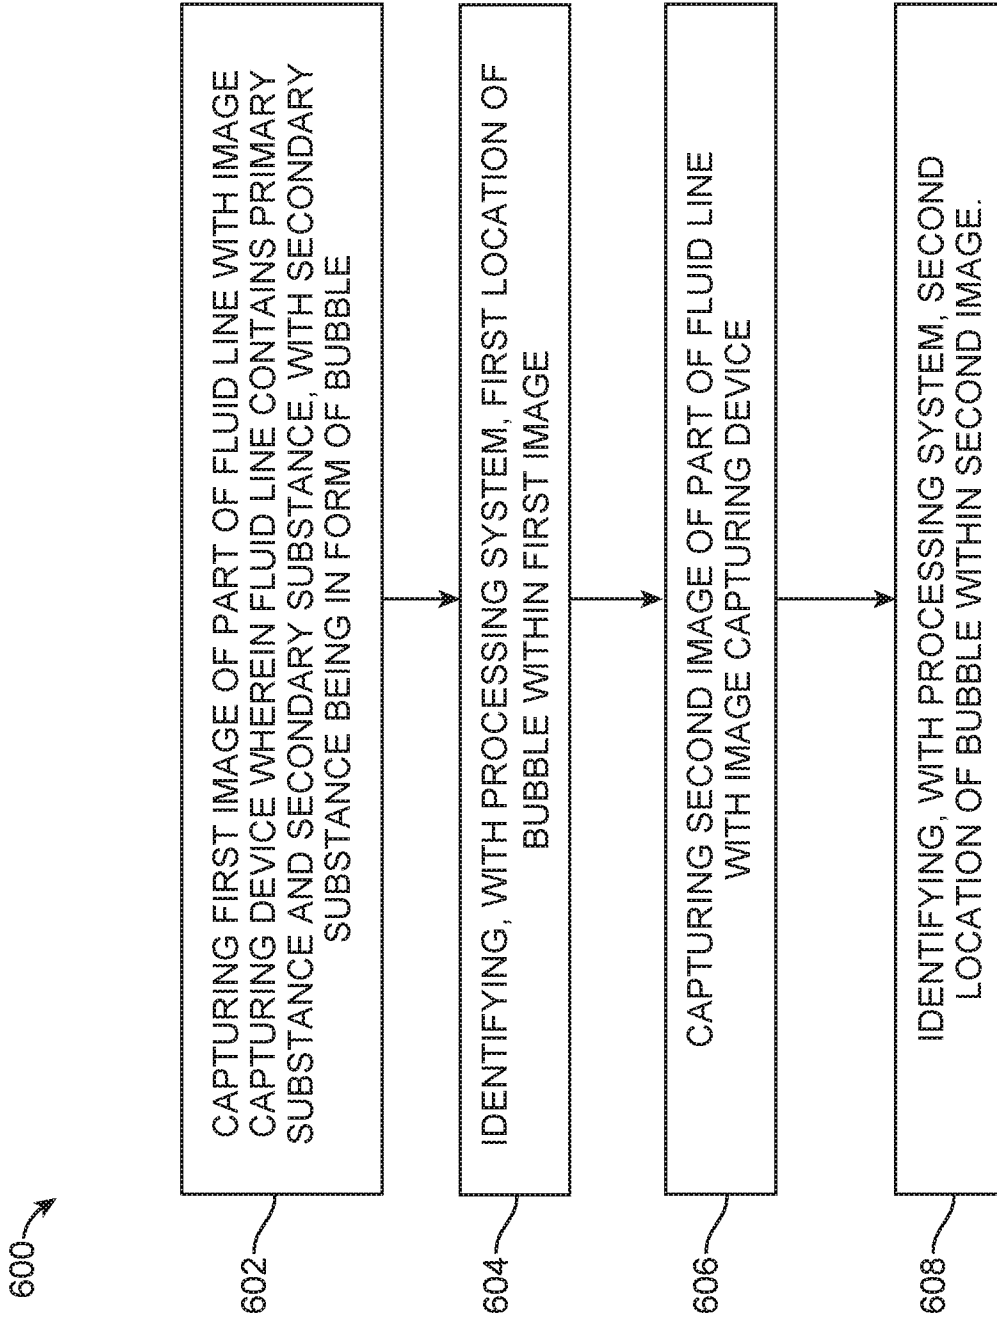 600
602
CAPTURING FIRST IMAGE OF PART OF FLUID LINE WITH IMAGE
CAPTURING DEVICE WHEREIN FLUID LINE CONTAINS PRIMARY
SUBSTANCE AND SECONDARY SUBSTANCE, WITH SECONDARY
SUBSTANCE BEING IN FORM OF BUBBLE
604
IDENTIFYING, WITH PROCESSING SYSTEM, FIRST LOCATION OF
BUBBLE WITHIN FIRST IMAGE
606
CAPTURING SECOND IMAGE OF PART OF FLUID LINE
WITH IMAGE CAPTURING DEVICE
608
IDENTIFYING, WITH PROCESSING SYSTEM, SECOND
LOCATION OF BUBBLE WITHIN SECOND IMAGE.